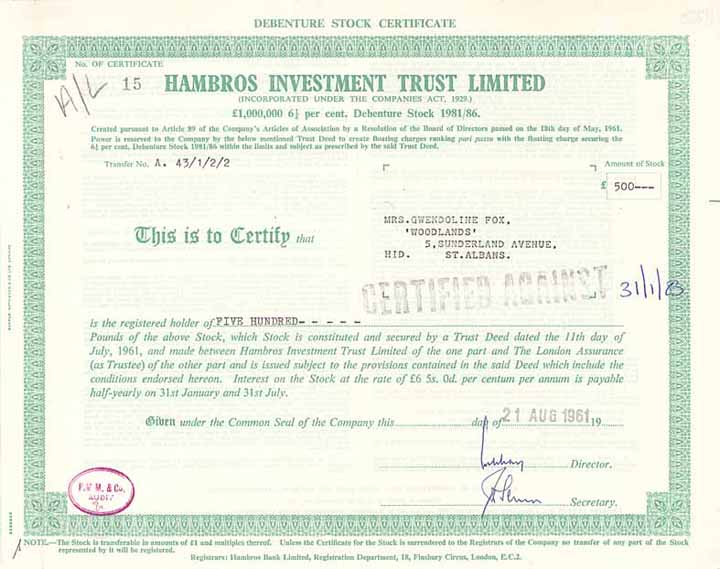 DEBENTURE STOCK CERTIFICATE
No. OF CERTIFICATE
A/L
15
HAMBROS INVESTMENT TRUST LIMITED
(INCORPORATED UNDER THE COMPANIES ACT, 1929.)
£1,000,000 6¼ per cent. Debenture Stock 1981/86.
Created pursuant to Article 89 of the Company's Articles of Association by a Resolution of the Board of Directors passed on the 18th day of May, 1961.
Power is reserved to the Company by the below mentioned Trust Deed to create floating charges ranking pari passu with the floating charge securing the
6¼ per cent. Debenture Stock 1981/86 within the limits and subject as prescribed by the said Trust Deed.
Transfer No. A. 43/1/2/2
Amount of Stock
£ 500---
MRS.GWENDOLINE FOX,
'WOODLANDS'
5,SUNDERLAND AVENUE,
HID. ST.ALBANS.
This is to Certify that
CERTIFIED AGAINST
31/1/83
is the registered holder of FIVE HUNDRED- - - - -
Pounds of the above Stock, which Stock is constituted and secured by a Trust Deed dated the 11th day of
July, 1961, and made between Hambros Investment Trust Limited of the one part and The London Assurance
(as Trustee) of the other part and is issued subject to the provisions contained in the said Deed which include the
conditions endorsed hereon. Interest on the Stock at the rate of £6 5s. 0d. per centum per annum is payable
half-yearly on 31st January and 31st July.
Given under the Common Seal of the Company this day of 21 AUG 1961 19
Director.
Secretary.
F.W M. & Co.
AUDIT
NOTE.—The Stock is transferable in amounts of £1 and multiples thereof. Unless the Certificate for the Stock is surrendered to the Registrars of the Company no transfer of any part of the Stock
represented by it will be registered.
Registrars: Hambros Bank Limited, Registration Department, 18, Finsbury Circus, London, E.C.2.